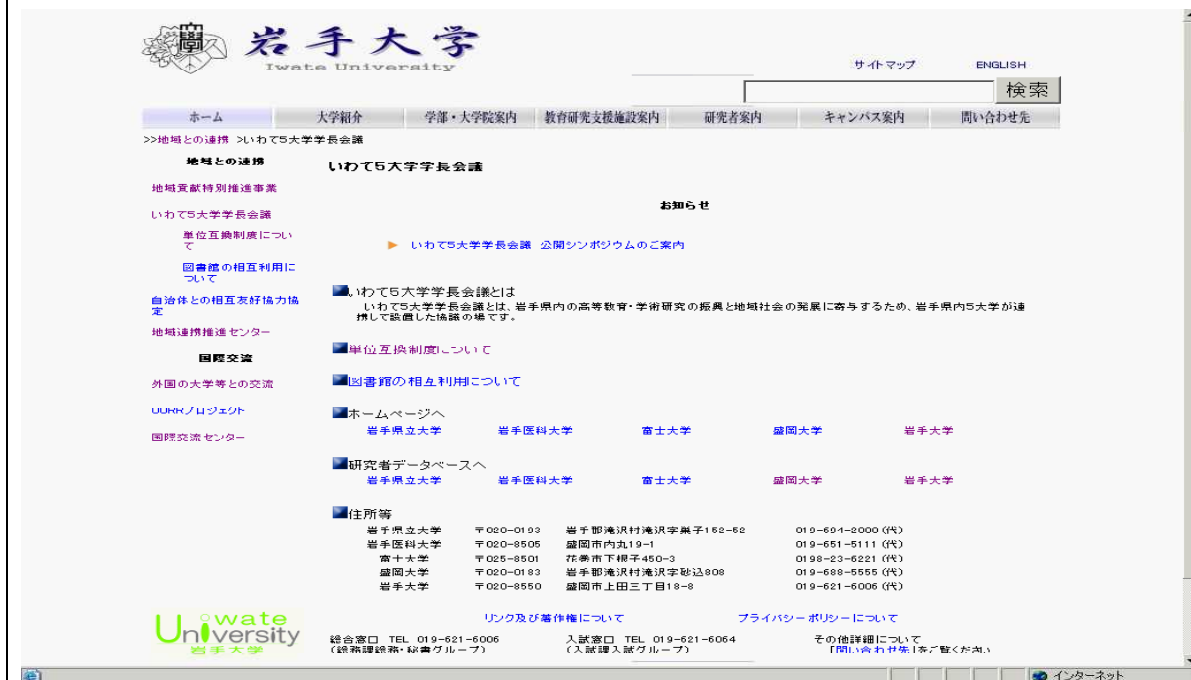 岩手大学
Iwate University
サイトマップ ENGLISH
検索
ホーム 大学紹介 学部・大学院案内 教育研究支援施設案内 研究者案内 キャンパス案内 問い合わせ先
>>地域との連携 >いわて5大学学長会議
地域との連携
地域貢献特別推進事業
いわて5大学学長会議
単位互換制度につい
て
図書館の相互利用に
ついて
自治体との相互友好協力協
定
地域連携推進センター
国際交流
外国の大学等との交流
UURRプロジェクト
国際交流センター
いわて5大学学長会議
お知らせ
いわて5大学学長会議 公開シンポジウムのご案内
いわて5大学学長会議とは
いわて5大学学長会議とは、岩手県内の高等教育・学術研究の振興と地域社会の発展に寄与するため、岩手県内5大学が連
携して設置した協議の場です。
単位互換制度について
図書館の相互利用について
ホームページへ
岩手県立大学 岩手医科大学 富士大学 盛岡大学 岩手大学
研究者データベースへ
岩手県立大学 岩手医科大学 富士大学 盛岡大学 岩手大学
住所等
岩手県立大学 〒020-0193 岩手郡滝沢村滝沢字巣子152-52 019-694-2000(代)
岩手医科大学 〒020-8505 盛岡市内丸19-1 019-651-5111(代)
富士大学 〒025-8501 花巻市下根子450-3 0198-23-6221(代)
盛岡大学 〒020-0183 岩手郡滝沢村滝沢字砂込808 019-688-5555(代)
岩手大学 〒020-8550 盛岡市上田三丁目18-8 019-621-6006(代)
リンク及び著作権について プライバシーポリシーについて
Iwate
University
岩手大学
総合窓口 TEL 019-621-6006 入試窓口 TEL 019-621-6064 その他詳細について
(総務課総務・秘書グループ) (入試課入試グループ) 「問い合わせ先」をご覧ください
インターネット